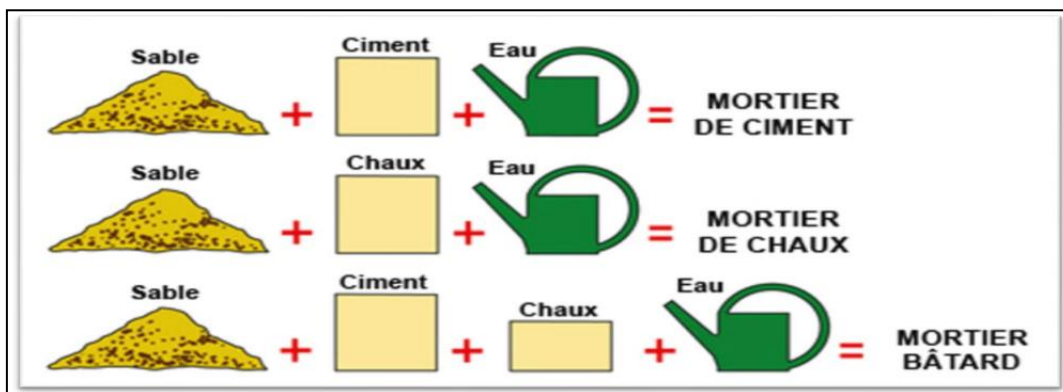 Sable + Ciment + Eau = MORTIER
DE CIMENT
Sable + Chaux + Eau = MORTIER
DE CHAUX
Sable + Ciment + Chaux + Eau = MORTIER
BÂTARD